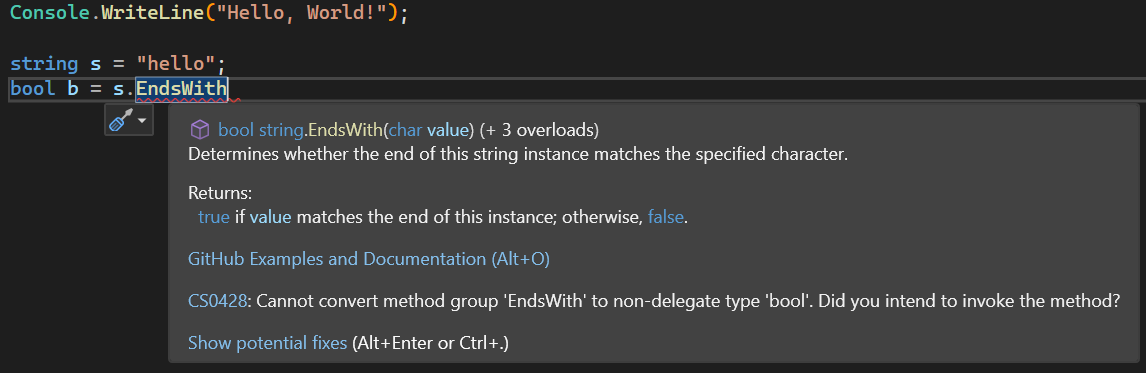 Console.WriteLine("Hello, World!");
string s = "hello";
bool b = s.EndsWith
bool string.EndsWith(char value) (+ 3 overloads)
Determines whether the end of this string instance matches the specified character.
Returns:
true if value matches the end of this instance; otherwise, false.
GitHub Examples and Documentation (Alt+O)
CS0428: Cannot convert method group 'EndsWith' to non-delegate type 'bool'. Did you intend to invoke the method?
Show potential fixes (Alt+Enter or Ctrl+.)